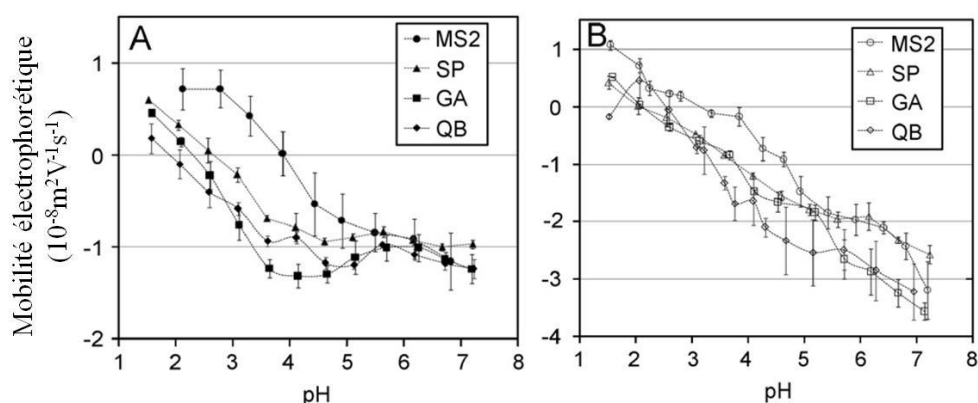 Mobilité électrophorétique
(10⁻⁸m²V⁻¹s⁻¹)
A
MS2
SP
GA
QB
1
0
-1
-2
1 2 3 4 5 6 7 8
pH
B
MS2
SP
GA
QB
1
0
-1
-2
-3
-4
1 2 3 4 5 6 7 8
pH